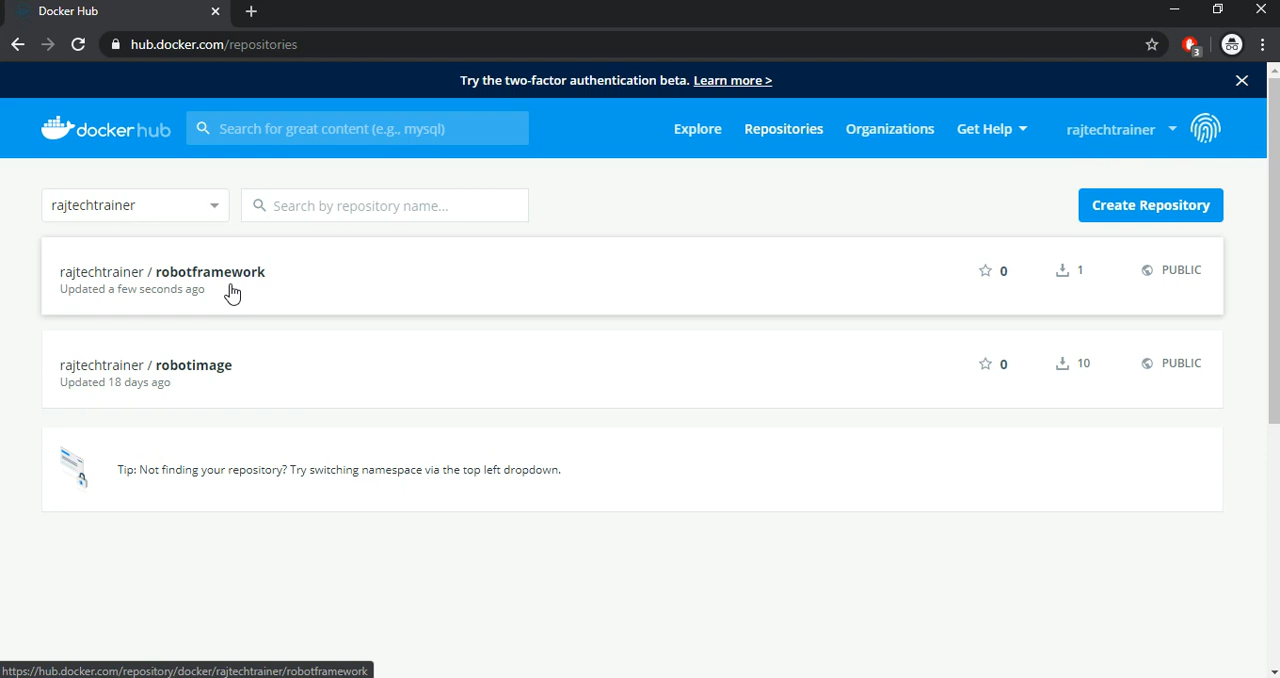 Docker Hub
hub.docker.com/repositories
3
Try the two-factor authentication beta. Learn more >
dockerhub
Search for great content (e.g., mysql)
Explore
Repositories
Organizations
Get Help
rajtechtrainer
rajtechtrainer
Search by repository name...
Create Repository
rajtechtrainer / robotframework
0
1
PUBLIC
Updated a few seconds ago
rajtechtrainer / robotimage
0
10
PUBLIC
Updated 18 days ago
Tip: Not finding your repository? Try switching namespace via the top left dropdown.
https://hub.docker.com/repository/docker/rajtechtrainer/robotframework